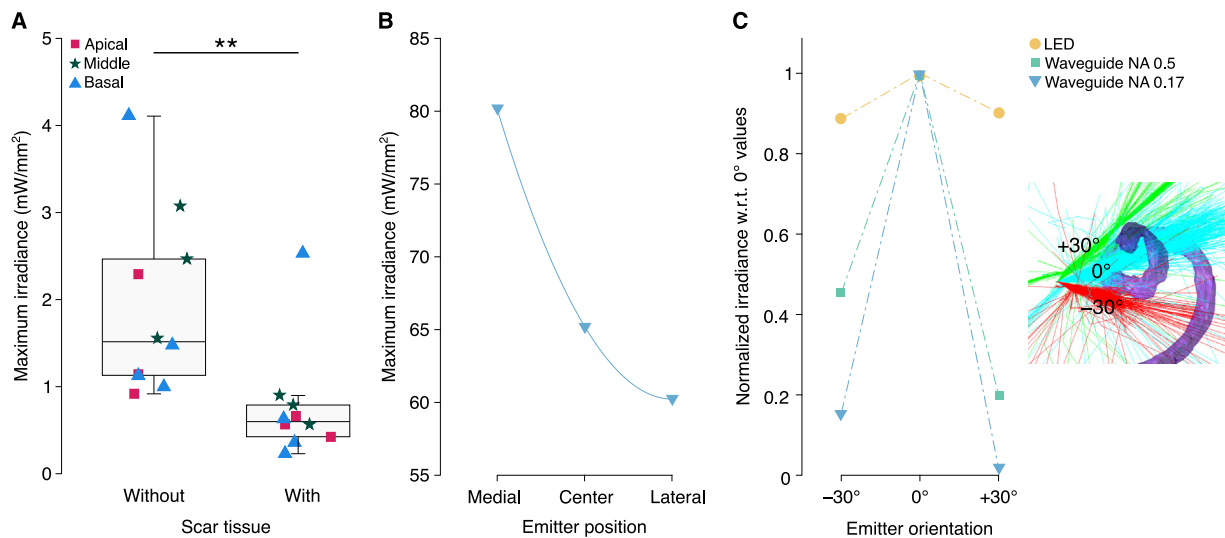 A
Maximum irradiance (mW/mm²)
5
4
3
2
1
0
Apical
Middle
Basal
**
Without
With
Scar tissue
B
Maximum irradiance (mW/mm²)
85
80
75
70
65
60
55
Medial
Center
Lateral
Emitter position
C
Normalized irradiance w.r.t. 0° values
1
0.8
0.6
0.4
0.2
0
−30°
0°
+30°
Emitter orientation
LED
Waveguide NA 0.5
Waveguide NA 0.17
+30°
0°
−30°